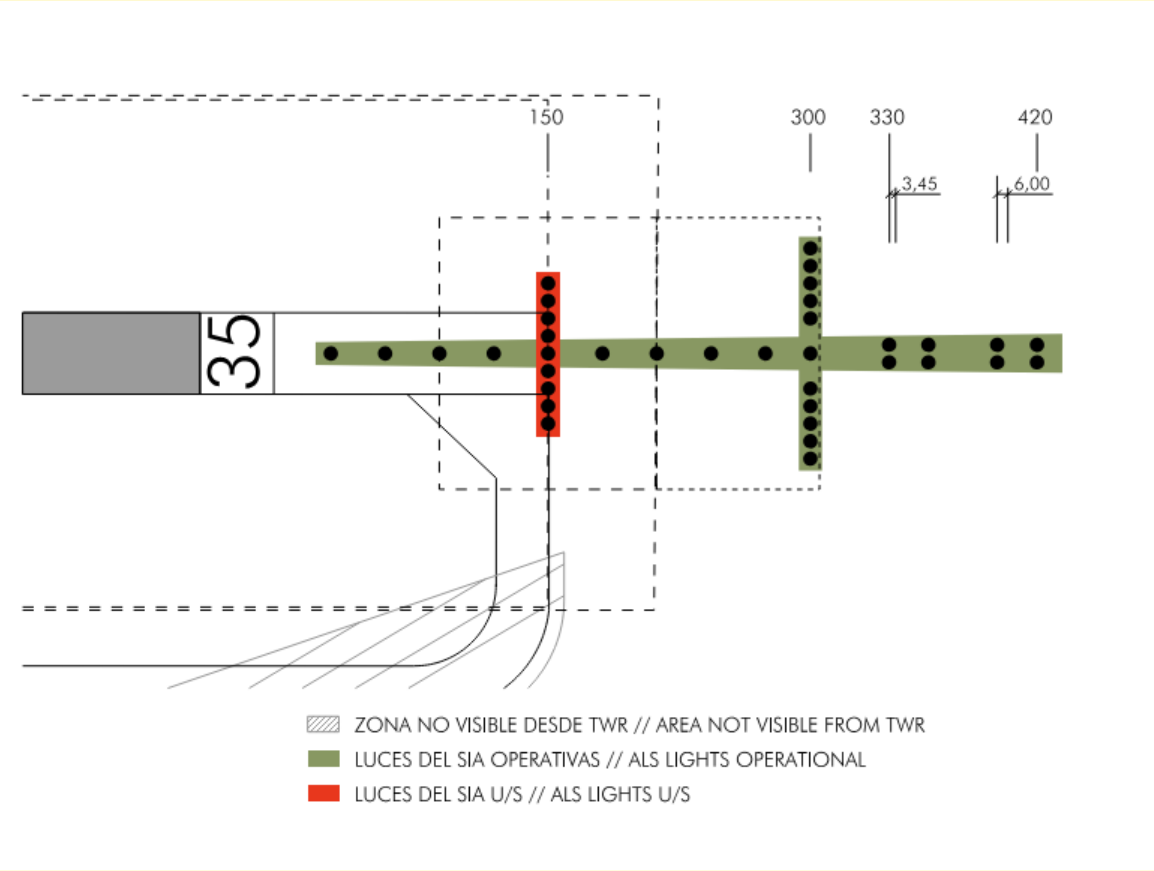 150
300
330
420
3,45
6,00
35
ZONA NO VISIBLE DESDE TWR // AREA NOT VISIBLE FROM TWR
LUCES DEL SIA OPERATIVAS // ALS LIGHTS OPERATIONAL
LUCES DEL SIA U/S // ALS LIGHTS U/S